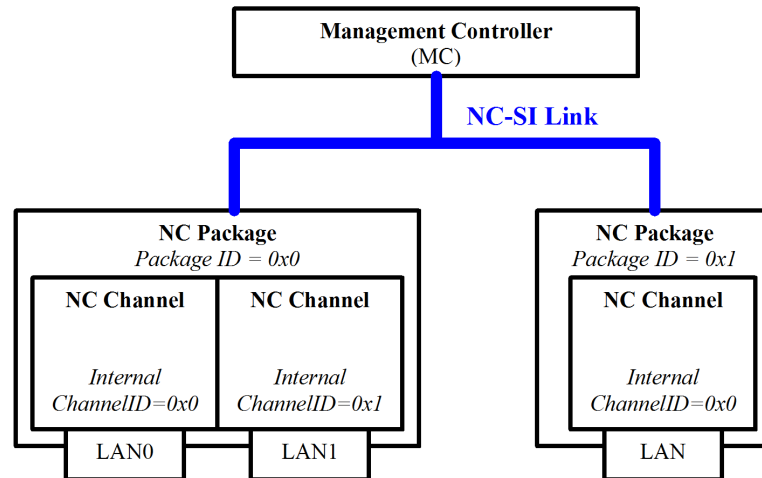 Management Controller
(MC)
NC-SI Link
NC Package
Package ID = 0x0
NC Channel
Internal
ChannelID=0x0
NC Channel
Internal
ChannelID=0x1
LAN0
LAN1
NC Package
Package ID = 0x1
NC Channel
Internal
ChannelID=0x0
LAN